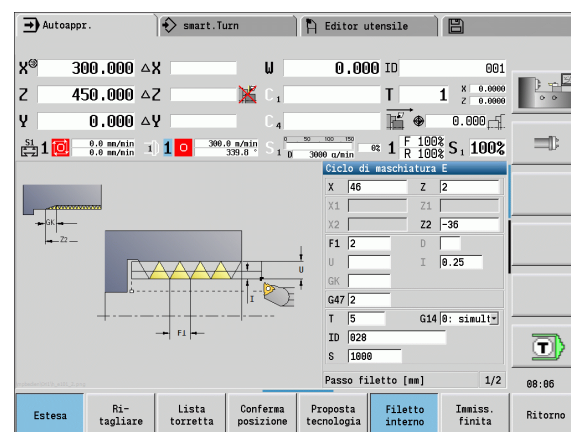 Autoappr. smart.Turn Editor utensile
X 300.000 ΔX W 0.000 ID 001
Z 450.000 ΔZ C 1 T 1 X 0.0000 Z 0.0000
Y 0.000 ΔY C 4 0.000
S1 1 0.0 mm/min 0.0 mm/min 1 300.0 m/min 339.8 ° S 1 0 50 100 150 D 3000 g/min 0% 1 F 100% R 100% S1 100%
Ciclo di maschiatura E
X 46 Z 2
X1 Z1
X2 Z2 -36
F1 2 D
U I 0.25
GK
G47 2
T 5 G14 0: simult
ID 028
S 1000
Passo filetto [mm] 1/2
GK
Z2
U
I
F1
T
08:06
Estesa
Ri-
tagliare
Lista
torretta
Conferma
posizione
Proposta
tecnologia
Filetto
interno
Immiss.
finita
Ritorno